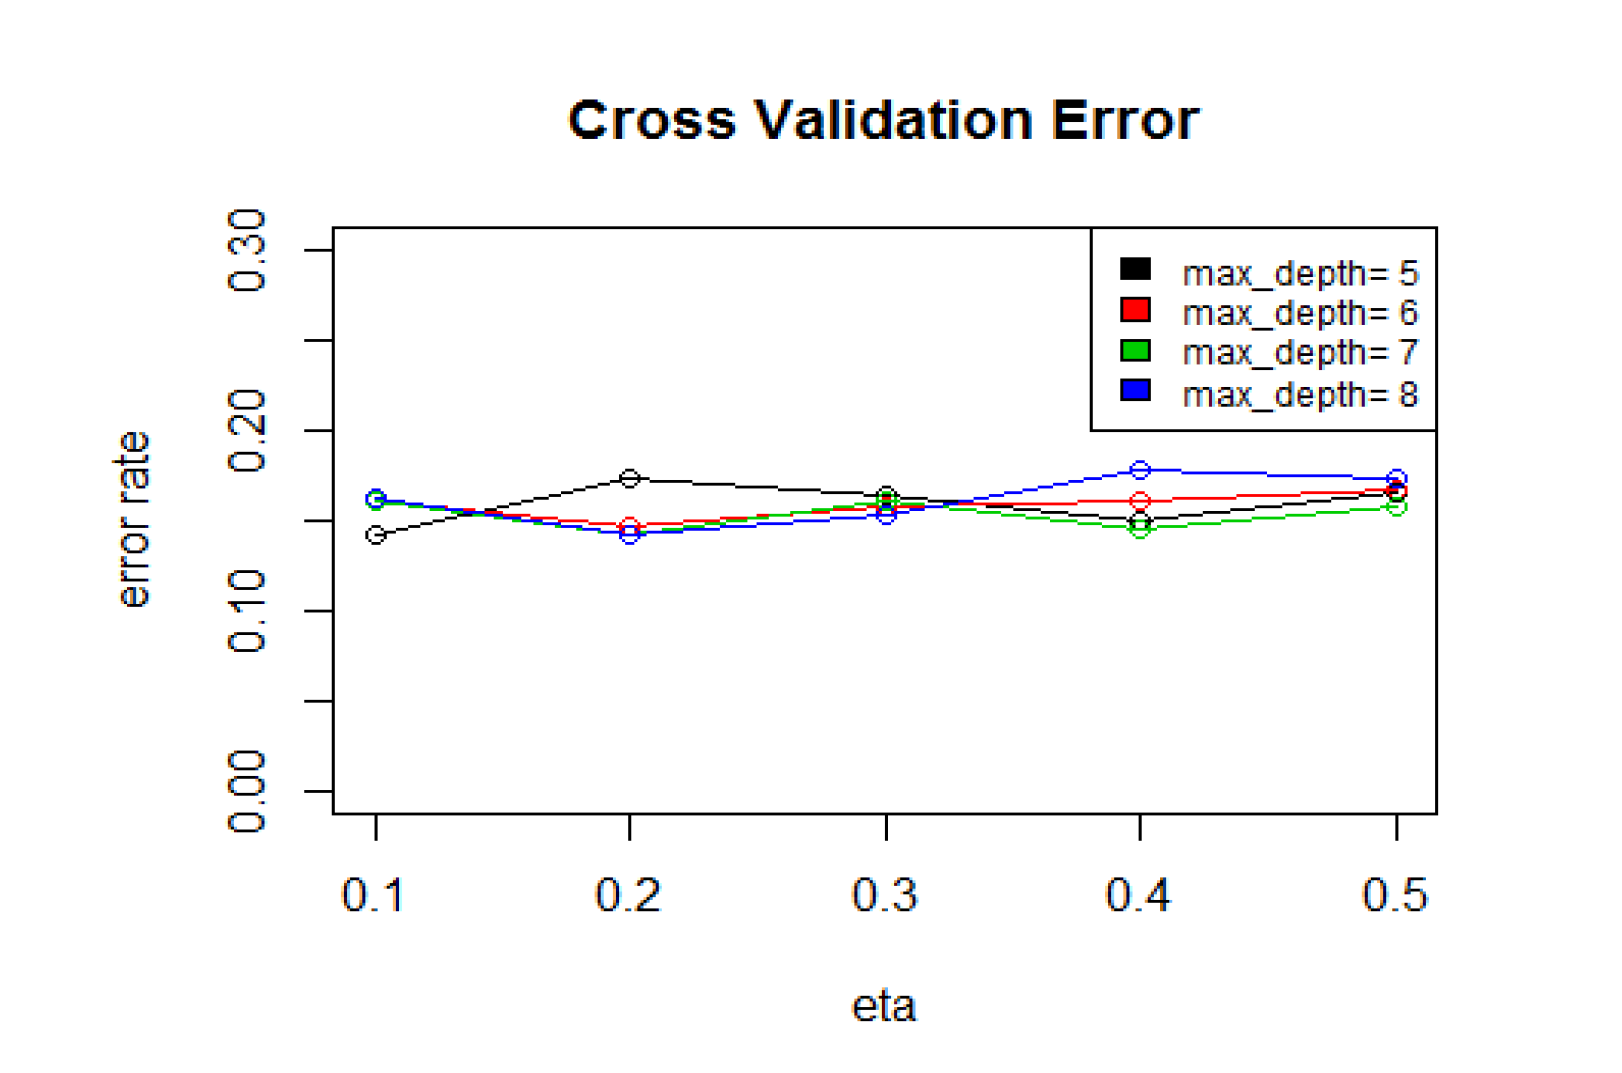 Cross Validation Error
0.30
0.20
0.10
0.00
error rate
max_depth= 5
max_depth= 6
max_depth= 7
max_depth= 8
0.1 0.2 0.3 0.4 0.5
eta